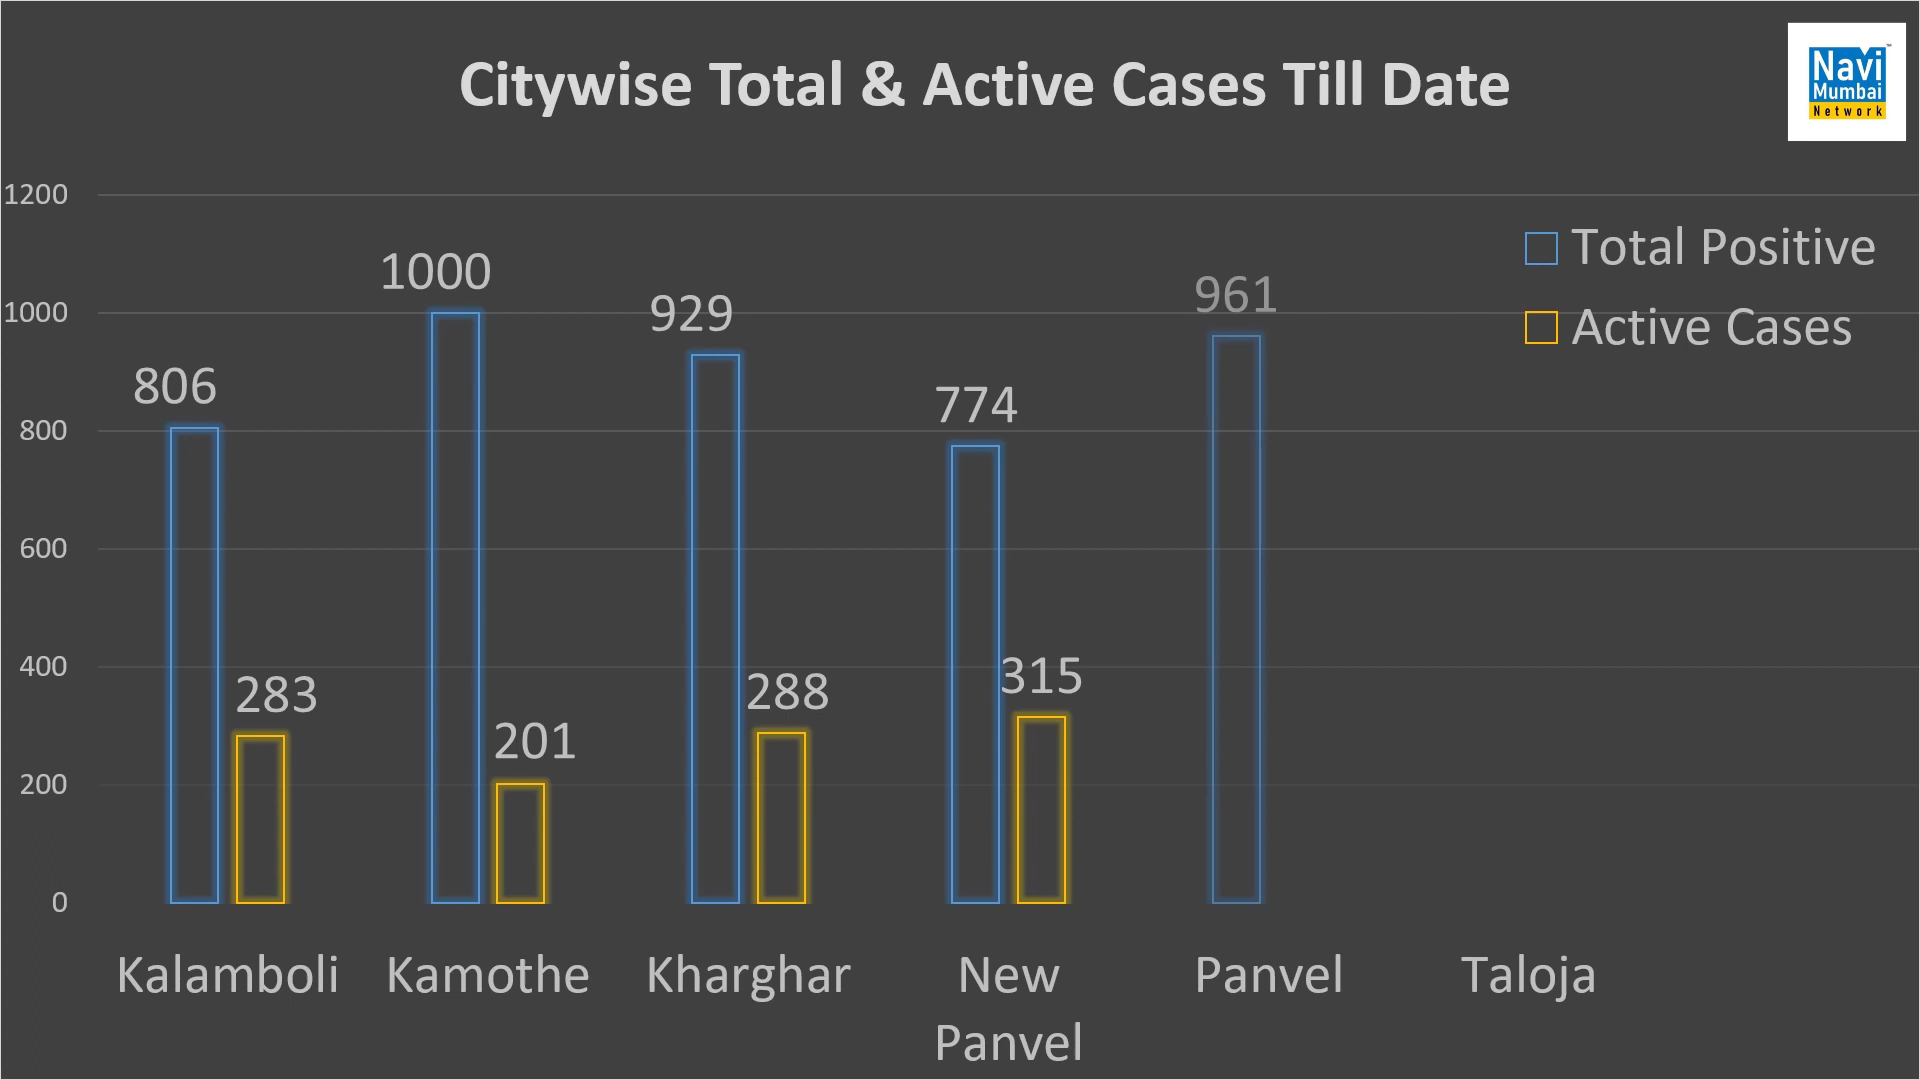 Citywise Total & Active Cases Till Date
Navi
Mumbai
Network
™
1200
1000
800
600
400
200
0
Total Positive
Active Cases
806
283
1000
201
929
288
774
315
961
Kalamboli
Kamothe
Kharghar
New
Panvel
Panvel
Taloja